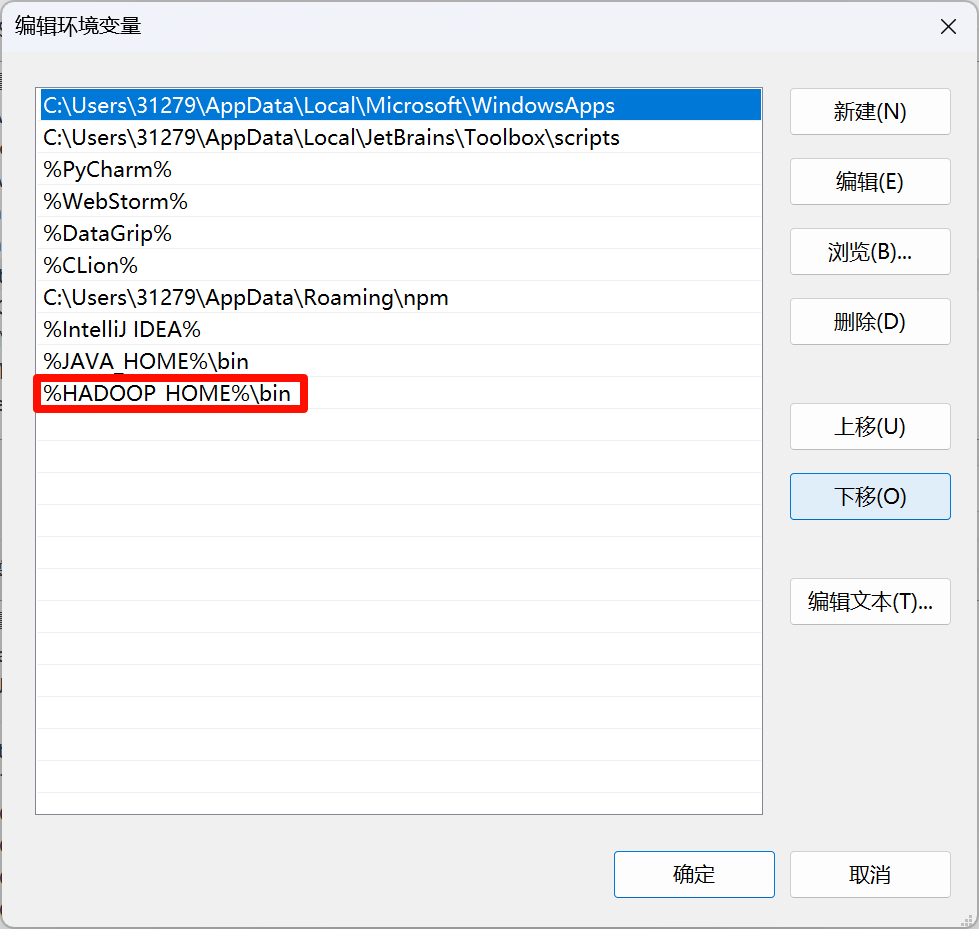 编辑环境变量
C:\Users\31279\AppData\Local\Microsoft\WindowsApps
C:\Users\31279\AppData\Local\JetBrains\Toolbox\scripts
%PyCharm%
%WebStorm%
%DataGrip%
%CLion%
C:\Users\31279\AppData\Roaming\npm
%IntelliJ IDEA%
%JAVA_HOME%\bin
%HADOOP_HOME%\bin
新建(N)
编辑(E)
浏览(B)...
删除(D)
上移(U)
下移(O)
编辑文本(T)...
确定
取消